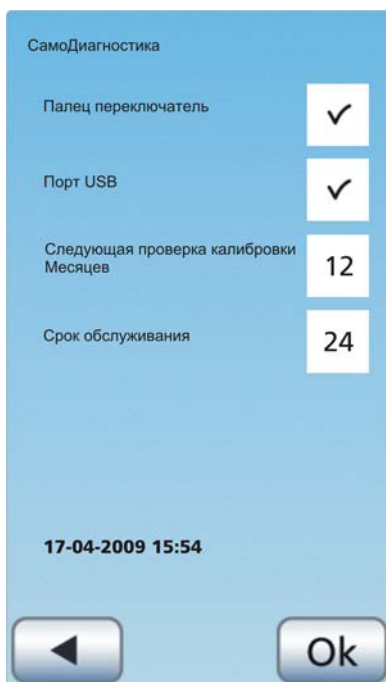 СамоДиагностика
Палец переключатель
Порт USB
Следующая проверка калибровки
Месяцев
12
Срок обслуживания
24
17-04-2009 15:54
Ok